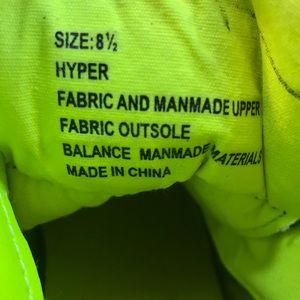 SIZE:8½
HYPER
FABRIC AND MANMADE UPPER
FABRIC OUTSOLE
BALANCE MANMADE MATERIALS
MADE IN CHINA